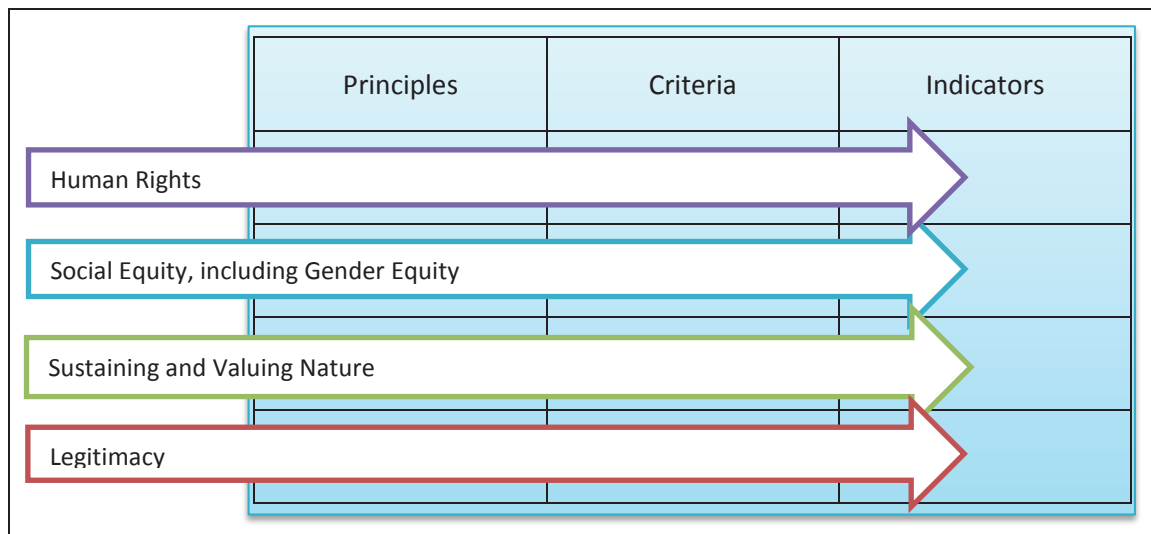 Principles
Criteria
Indicators
Human Rights
Social Equity, including Gender Equity
Sustaining and Valuing Nature
Legitimacy